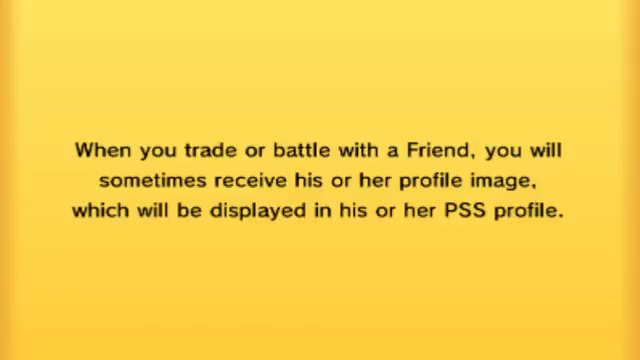 When you trade or battle with a Friend, you will
sometimes receive his or her profile image,
which will be displayed in his or her PSS profile.